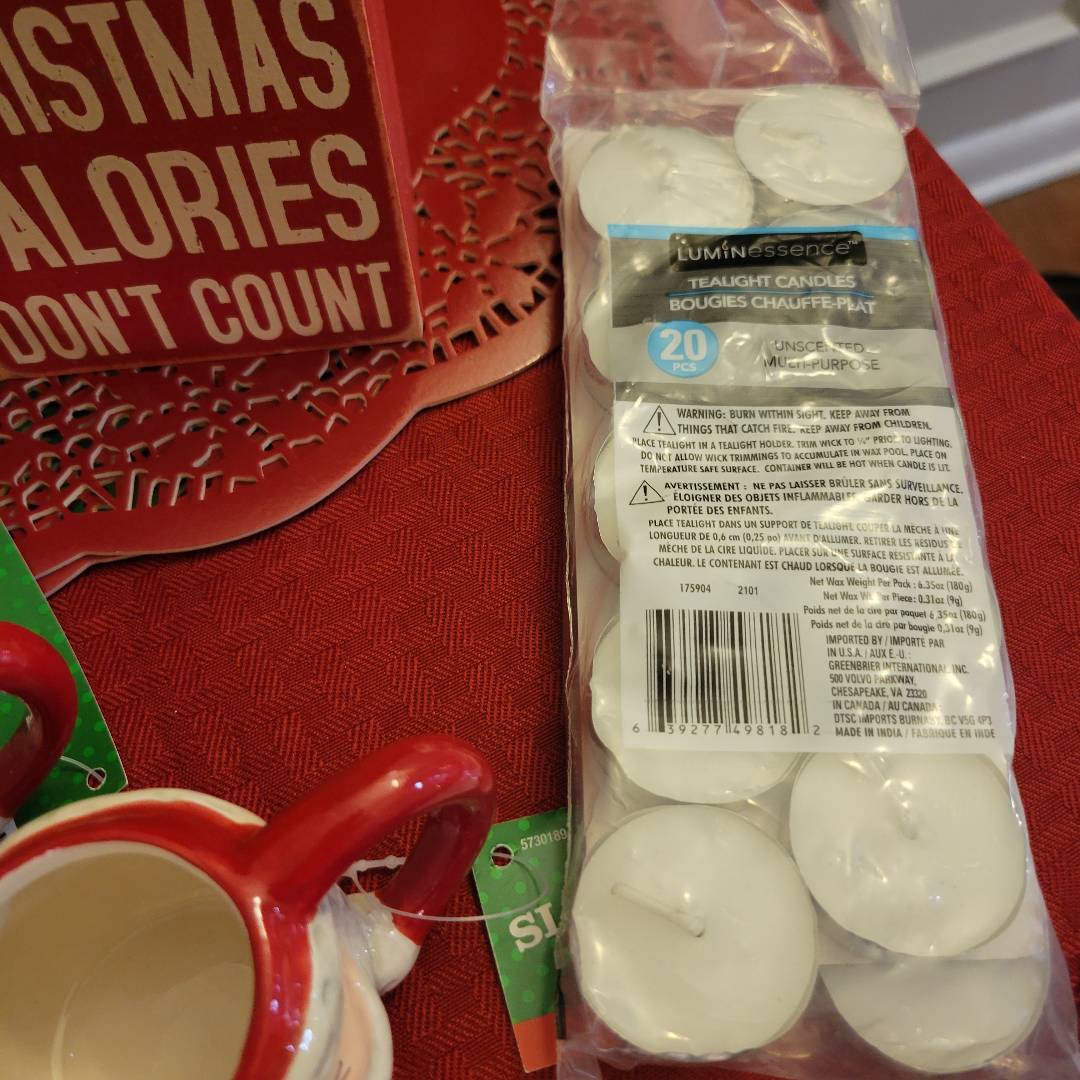 RISTMAS
ALORIES
DON'T COUNT
LUMINessence™
TEALIGHT CANDLES
BOUGIES CHAUFFE-PLAT
20
PCS
UNSCENTED
MULTI-PURPOSE
WARNING: BURN WITHIN SIGHT. KEEP AWAY FROM
THINGS THAT CATCH FIRE. KEEP AWAY FROM CHILDREN.
PLACE TEALIGHT IN A TEALIGHT HOLDER. TRIM WICK TO ¼" PRIOR TO LIGHTING.
DO NOT ALLOW WICK TRIMMINGS TO ACCUMULATE IN WAX POOL. PLACE ON
TEMPERATURE SAFE SURFACE. CONTAINER WILL BE HOT WHEN CANDLE IS LIT.
AVERTISSEMENT : NE PAS LAISSER BRÛLER SANS SURVEILLANCE.
ÉLOIGNER DES OBJETS INFLAMMABLES. GARDER HORS DE LA
PORTÉE DES ENFANTS.
PLACE TEALIGHT DANS UN SUPPORT DE TEALIGHT. COUPER LA MÈCHE À UNE
LONGUEUR DE 0,6 cm (0,25 po) AVANT D'ALLUMER. RETIRER LES RÉSIDUS DE
MÈCHE DE LA CIRE LIQUIDE. PLACER SUR UNE SURFACE RÉSISTANTE À LA
CHALEUR. LE CONTENANT EST CHAUD LORSQUE LA BOUGIE EST ALLUMÉE.
175904 2101
Net Wax Weight Per Pack : 6.35oz (180g)
Net Wax Wt. Per Piece: 0.31oz (9g)
Poids net de la cire par paquet 6,35oz (180g)
Poids net de la cire par bougie 0,31oz (9g)
IMPORTED BY / IMPORTÉ PAR
IN U.S.A. / AUX É.-U. :
GREENBRIER INTERNATIONAL, INC.
500 VOLVO PARKWAY,
CHESAPEAKE, VA 23320
IN CANADA / AU CANADA:
DTSC IMPORTS BURNABY, BC V5G 4P3
MADE IN INDIA / FABRIQUÉ EN INDE
6 39277 49818 2
5730189
SI